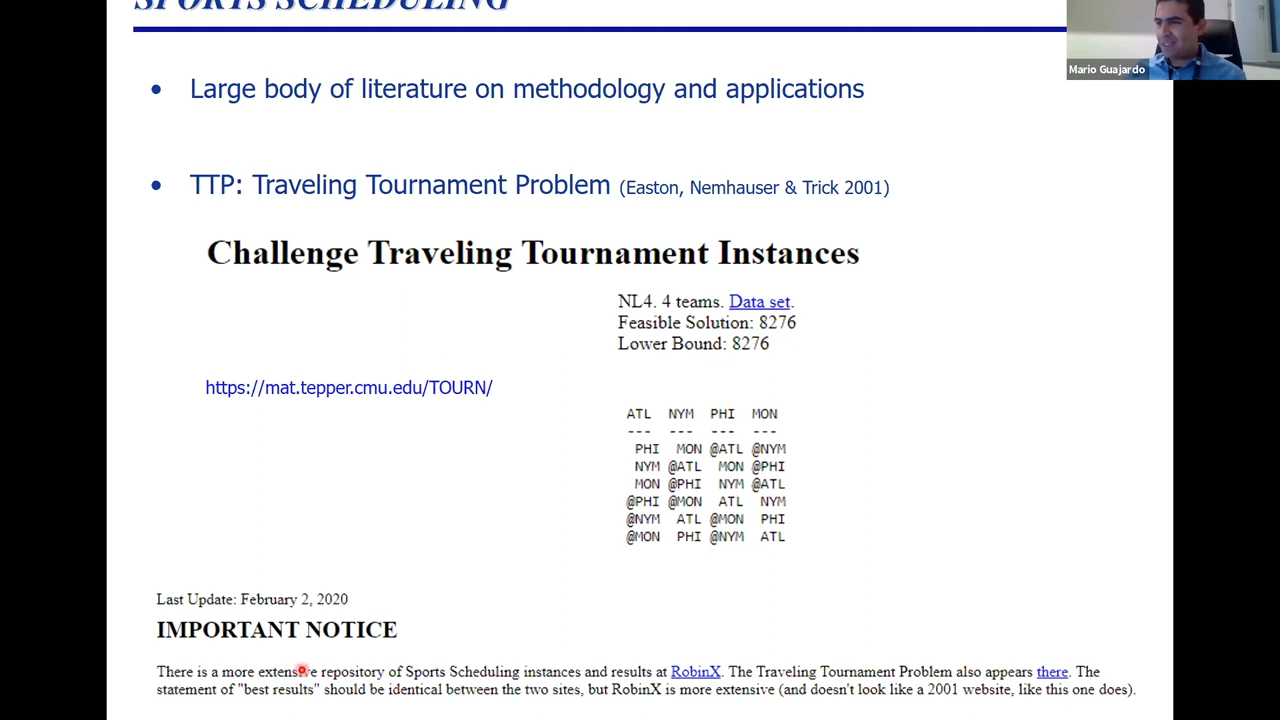 SPORTS SCHEDULING
Mario Guajardo
• Large body of literature on methodology and applications
• TTP: Traveling Tournament Problem (Easton, Nemhauser & Trick 2001)
Challenge Traveling Tournament Instances
NL4. 4 teams. Data set.
Feasible Solution: 8276
Lower Bound: 8276
https://mat.tepper.cmu.edu/TOURN/
ATL NYM PHI MON
--- --- --- ---
PHI MON @ATL @NYM
NYM @ATL MON @PHI
MON @PHI NYM @ATL
@PHI @MON ATL NYM
@NYM ATL @MON PHI
@MON PHI @NYM ATL
Last Update: February 2, 2020
IMPORTANT NOTICE
There is a more extensive repository of Sports Scheduling instances and results at RobinX. The Traveling Tournament Problem also appears there. The
statement of "best results" should be identical between the two sites, but RobinX is more extensive (and doesn't look like a 2001 website, like this one does).